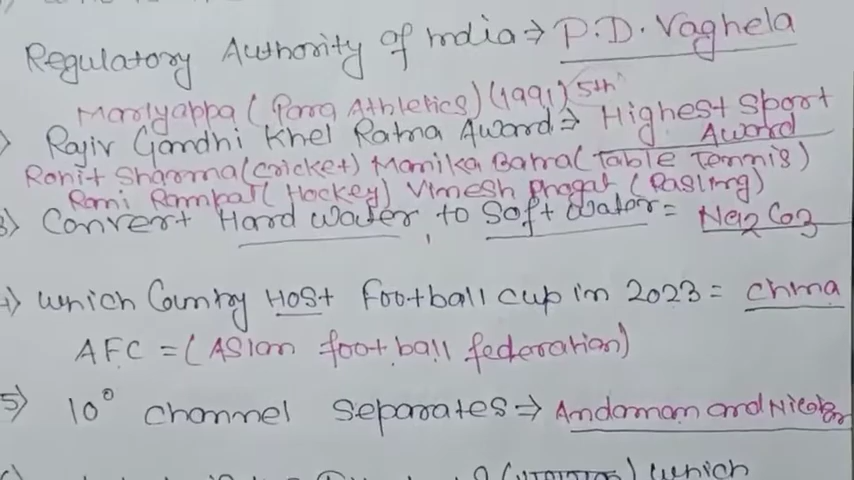 Regulatory Authority of India ⇒ P.D. Vaghela
Mariyappa (Para Athletics) (1991) 5th
Rajiv Gandhi Khel Ratna Award ⇒ Highest Sport
Award
Rohit Sharma (cricket) Manika Batra (Table Tennis)
Rani Rampal (Hockey) Vinesh Phogat (
3) Convert Hard water to Soft water = Na2Co3
4) which Country Host football cup in 2023 = China
AFC = (Asian foot ball federation)
5) 10° channel separates ⇒ Andaman and Nicobar
which